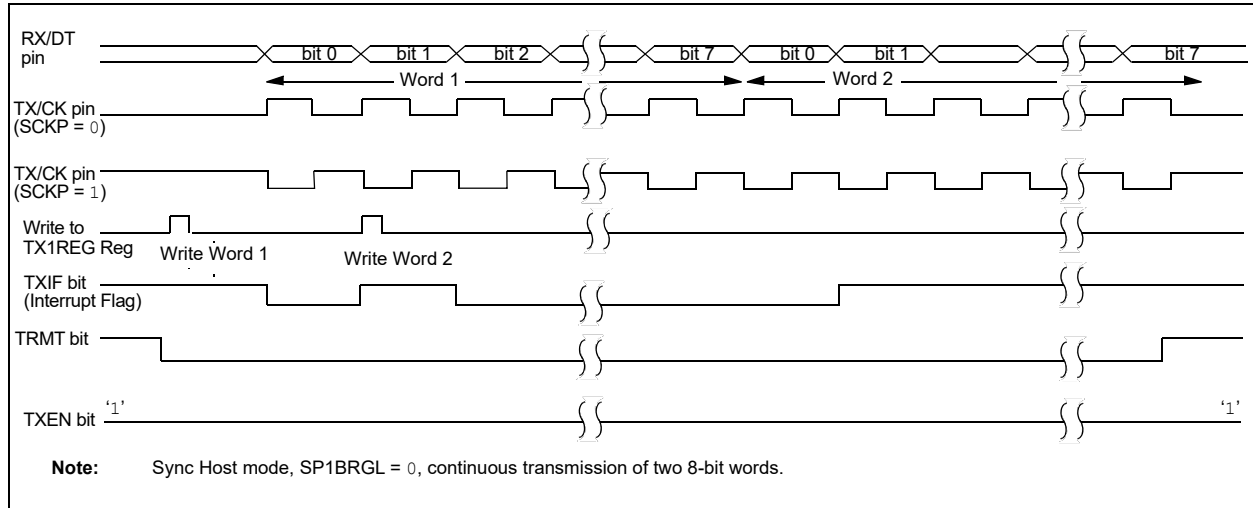 RX/DT
pin
bit 0 bit 1 bit 2 bit 7 bit 0 bit 1 bit 7
Word 1 Word 2
TX/CK pin
(SCKP = 0)
TX/CK pin
(SCKP = 1)
Write to
TX1REG Reg
Write Word 1 Write Word 2
TXIF bit
(Interrupt Flag)
TRMT bit
TXEN bit ‘1’ ‘1’
Note: Sync Host mode, SP1BRGL = 0, continuous transmission of two 8-bit words.